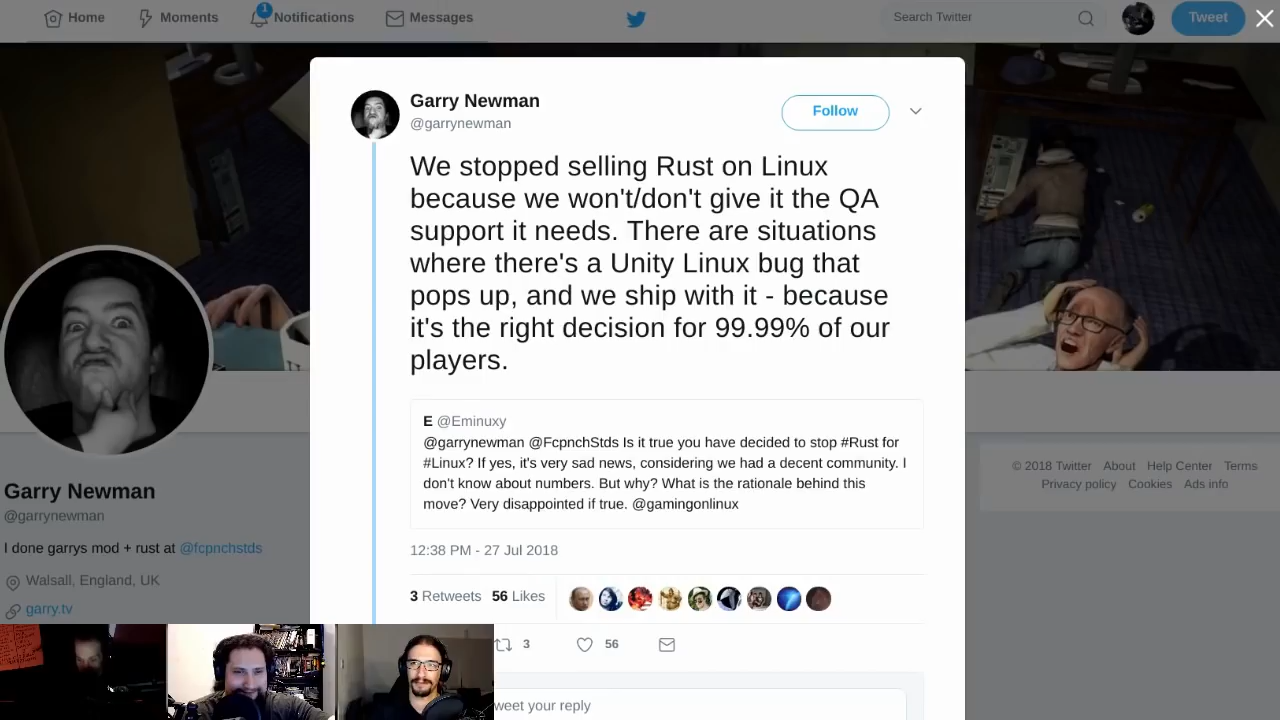 Home
Moments
1
Notifications
Messages
Search Twitter
Tweet
Garry Newman
@garrynewman
Follow
We stopped selling Rust on Linux
because we won't/don't give it the QA
support it needs. There are situations
where there's a Unity Linux bug that
pops up, and we ship with it - because
it's the right decision for 99.99% of our
players.
E @Eminuxy
@garrynewman @FcpnchStds Is it true you have decided to stop #Rust for
#Linux? If yes, it's very sad news, considering we had a decent community. I
don't know about numbers. But why? What is the rationale behind this
move? Very disappointed if true. @gamingonlinux
12:38 PM - 27 Jul 2018
3 Retweets 56 Likes
3
56
weet your reply
Garry Newman
@garrynewman
I done garrys mod + rust at @fcpnchstds
Walsall, England, UK
garry.tv
© 2018 Twitter About Help Center Terms
Privacy policy Cookies Ads info